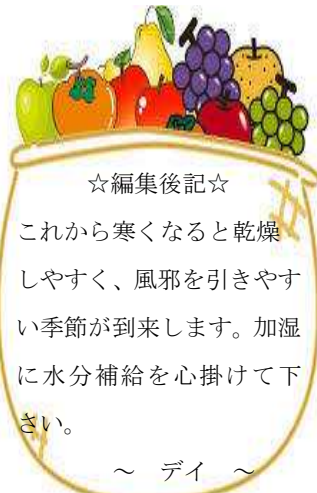 ☆編集後記☆
これから寒くなると乾燥
しやすく、風邪を引きやす
い季節が到来します。加湿
に水分補給を心掛けて下
さい。
～ デイ ～